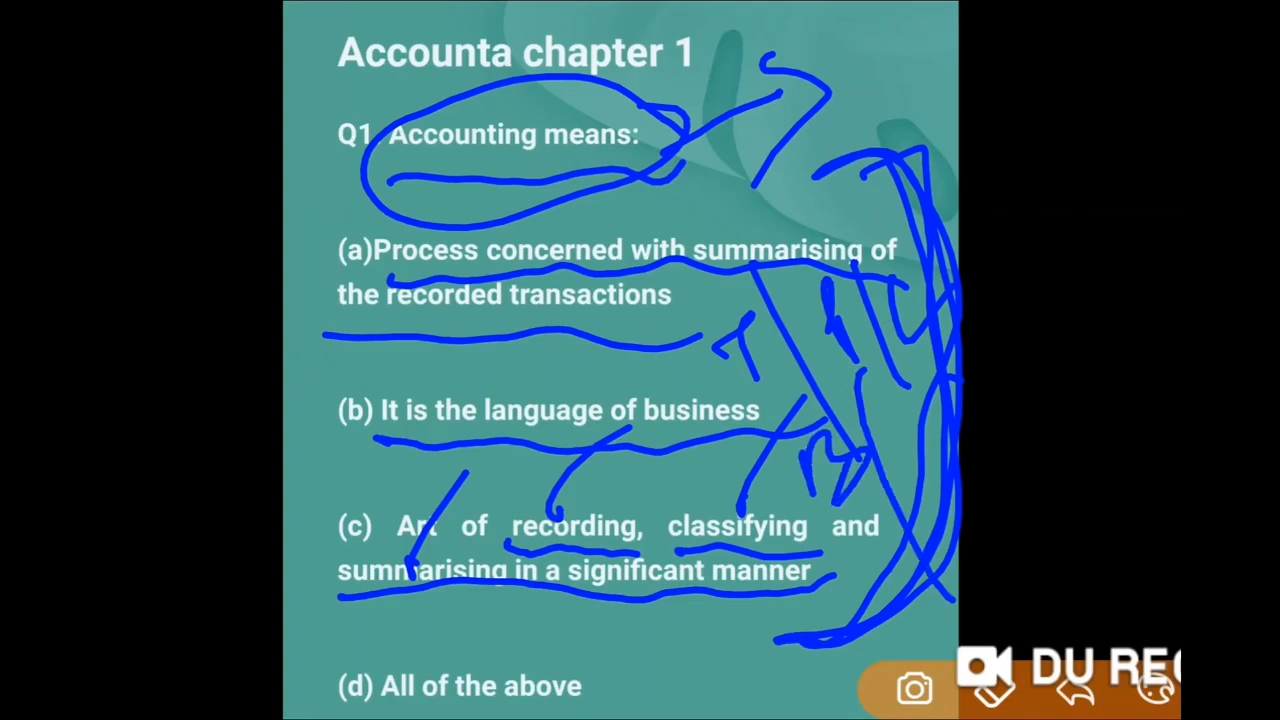 Accounta chapter 1
Q1. Accounting means:
(a)Process concerned with summarising of
the recorded transactions
(b) It is the language of business
(c) Art of recording, classifying and
summarising in a significant manner
(d) All of the above
DU REC